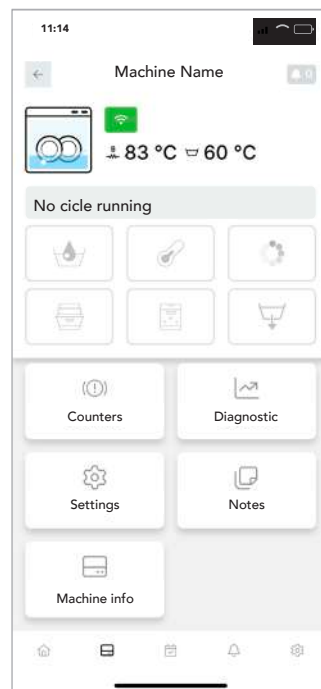 11:14
Machine Name
0
83 °C 60 °C
No cicle running
Counters
Diagnostic
Settings
Notes
Machine info